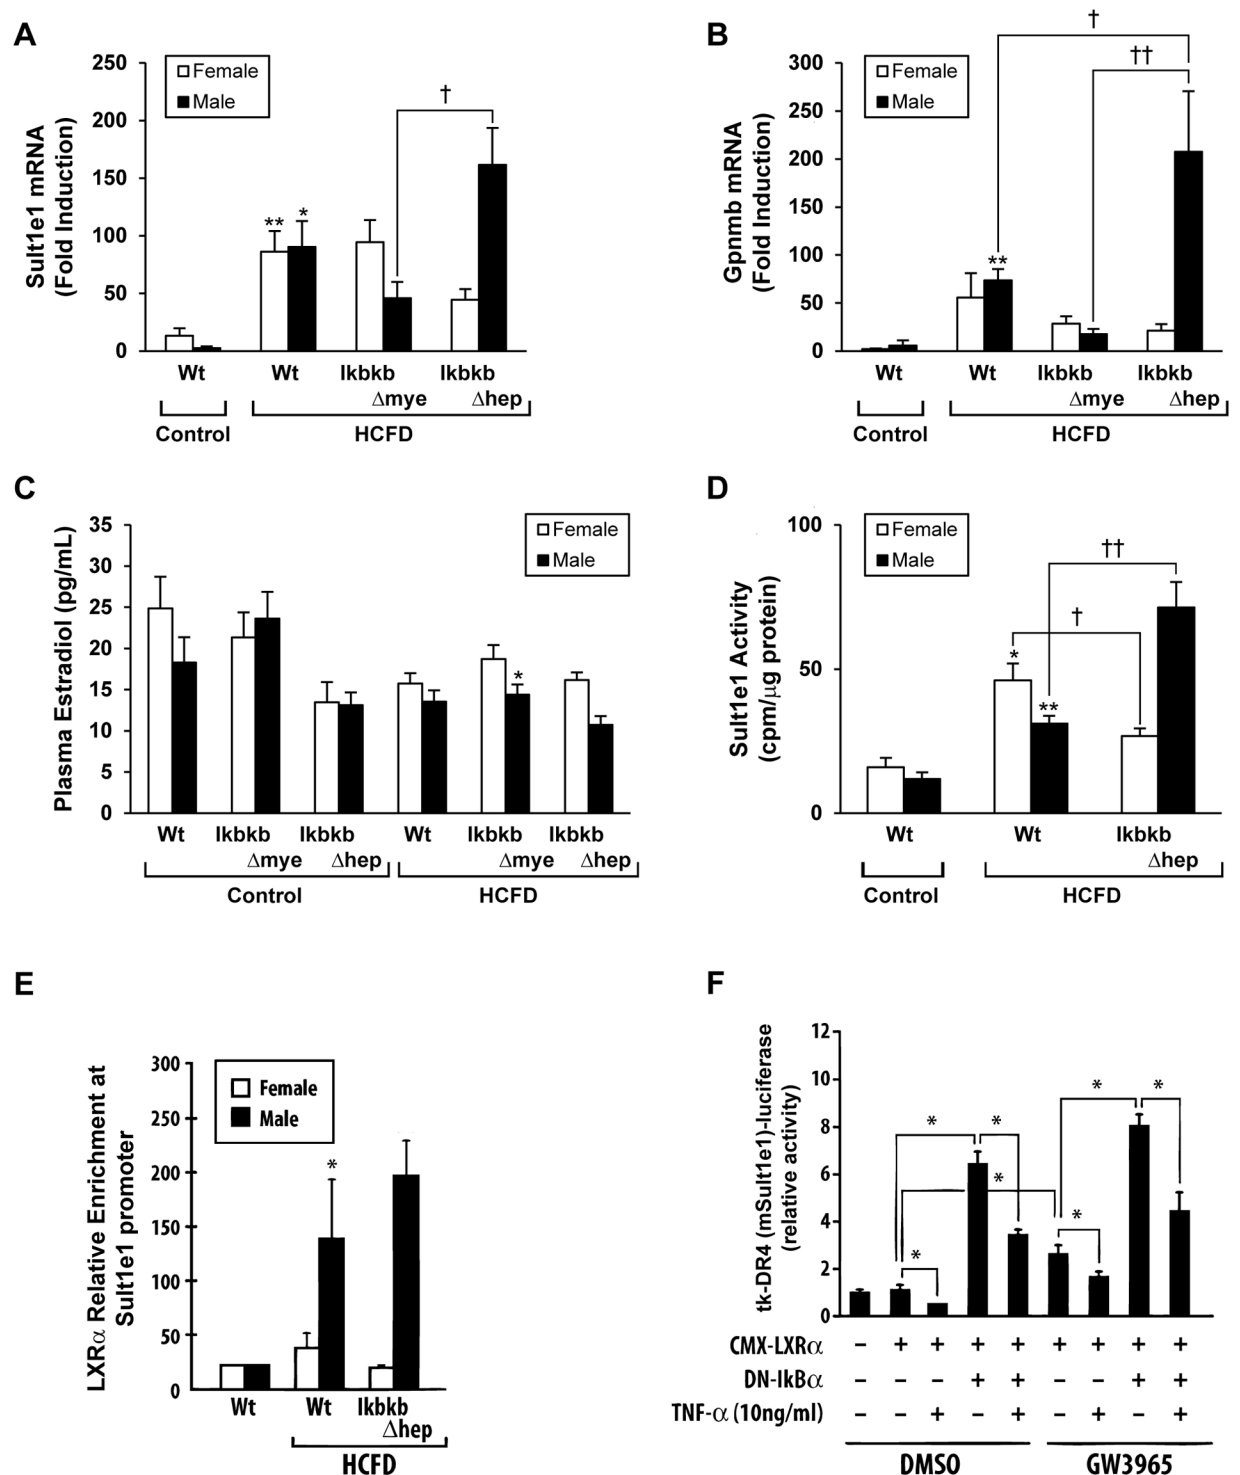 A
Sult1e1 mRNA
(Fold Induction)
250
200
150
100
50
0
Female
Male
†
**
*
Wt
Wt
Ikbkb
Δmye
Ikbkb
Δhep
Control
HCFD
B
Gpnmb mRNA
(Fold Induction)
300
250
200
150
100
50
0
Female
Male
†
††
**
Wt
Wt
Ikbkb
Δmye
Ikbkb
Δhep
Control
HCFD
C
Plasma Estradiol (pg/mL)
35
30
25
20
15
10
5
0
Female
Male
*
Wt
Ikbkb
Δmye
Ikbkb
Δhep
Wt
Ikbkb
Δmye
Ikbkb
Δhep
Control
HCFD
D
Sult1e1 Activity
(cpm/μg protein)
100
50
0
Female
Male
††
†
*
**
Wt
Wt
Ikbkb
Δhep
Control
HCFD
E
LXRα Relative Enrichment at
Sult1e1 promoter
300
250
200
150
100
50
0
Female
Male
*
Wt
Wt
Ikbkb
Δhep
HCFD
F
tk-DR4 (mSult1e1)-luciferase
(relative activity)
12
10
8
6
4
2
0
* *
* *
*
*
*
CMX-LXRα − + + + + + + + +
DN-IkBα − − − + + − − + +
TNF-α (10ng/ml) − − + − + − + − +
DMSO
GW3965